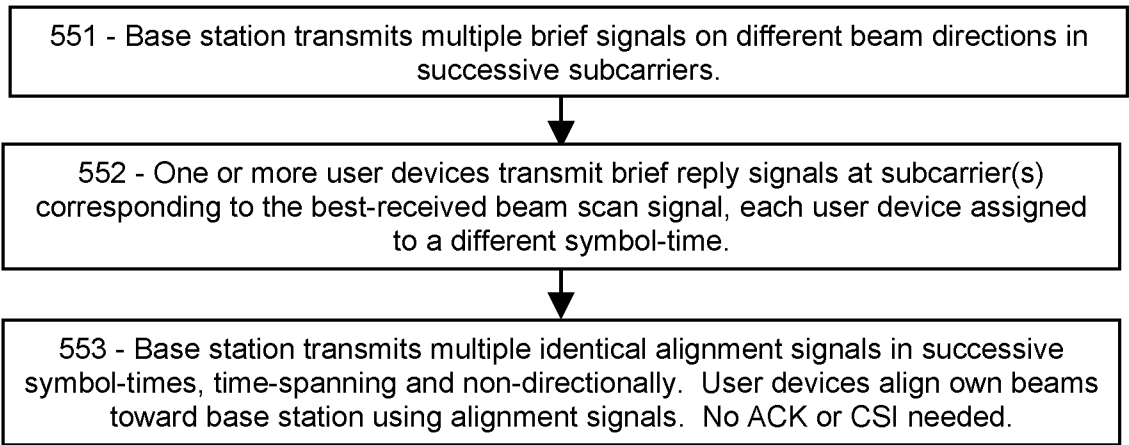 551 - Base station transmits multiple brief signals on different beam directions in
successive subcarriers.
552 - One or more user devices transmit brief reply signals at subcarrier(s)
corresponding to the best-received beam scan signal, each user device assigned
to a different symbol-time.
553 - Base station transmits multiple identical alignment signals in successive
symbol-times, time-spanning and non-directionally.  User devices align own beams
toward base station using alignment signals.  No ACK or CSI needed.